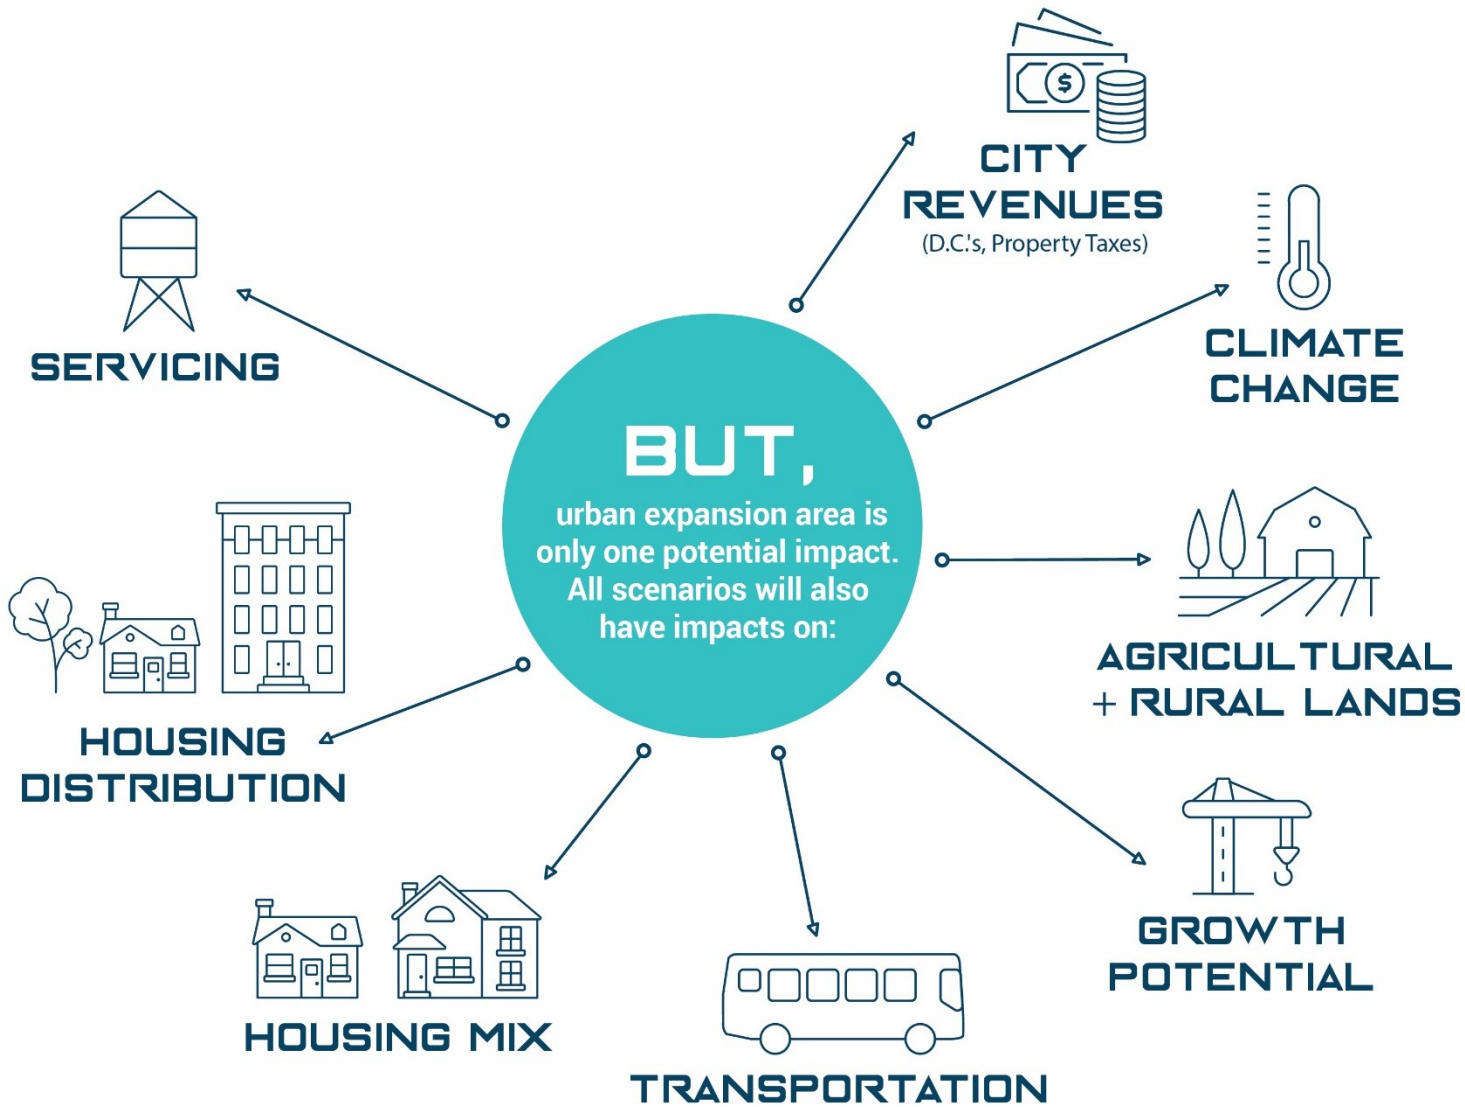 BUT,
urban expansion area is
only one potential impact.
All scenarios will also
have impacts on:
CITY
REVENUES
(D.C.'s, Property Taxes)
CLIMATE
CHANGE
AGRICULTURAL
+ RURAL LANDS
GROWTH
POTENTIAL
TRANSPORTATION
HOUSING MIX
HOUSING
DISTRIBUTION
SERVICING
$